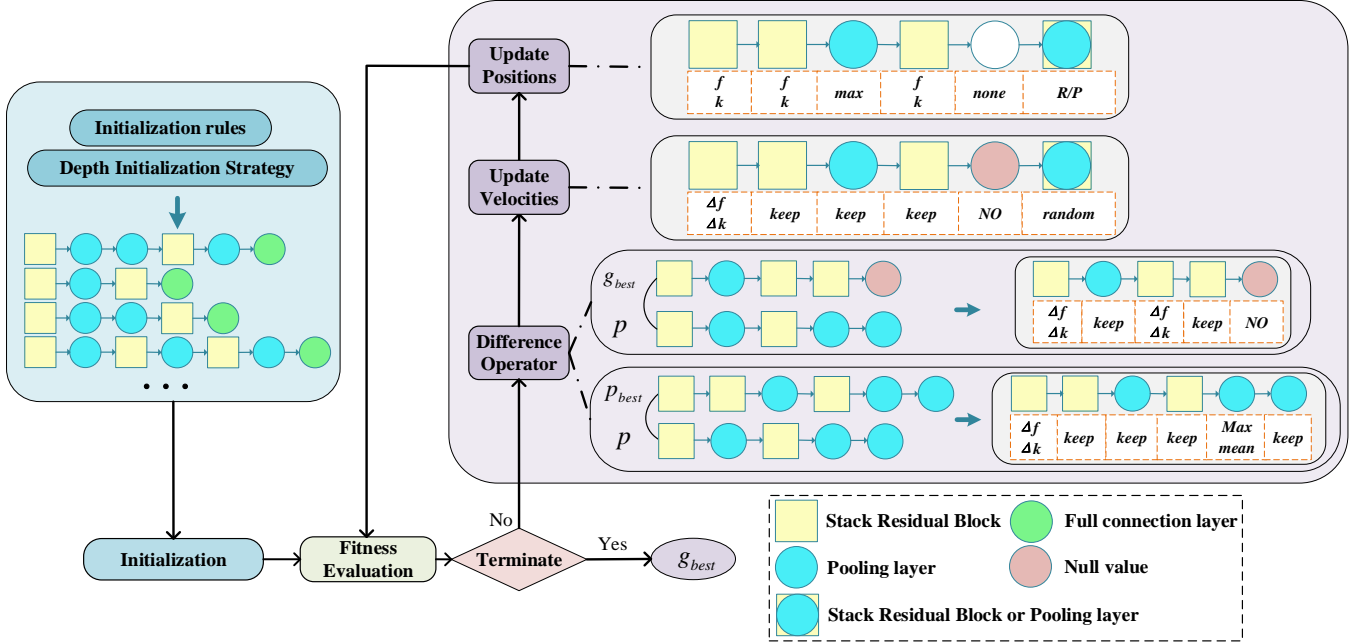 Initialization rules
Depth Initialization Strategy
• • •
Initialization
Fitness
Evaluation
Terminate
No
Yes
g_best
Update
Positions
Update
Velocities
Difference
Operator
f
k
f
k
max
f
k
none
R/P
Δf
Δk
keep
keep
keep
NO
random
g_best
p
Δf
Δk
keep
Δf
Δk
keep
NO
p_best
p
Δf
Δk
keep
keep
keep
Max
mean
keep
Stack Residual Block
Full connection layer
Pooling layer
Null value
Stack Residual Block or Pooling layer